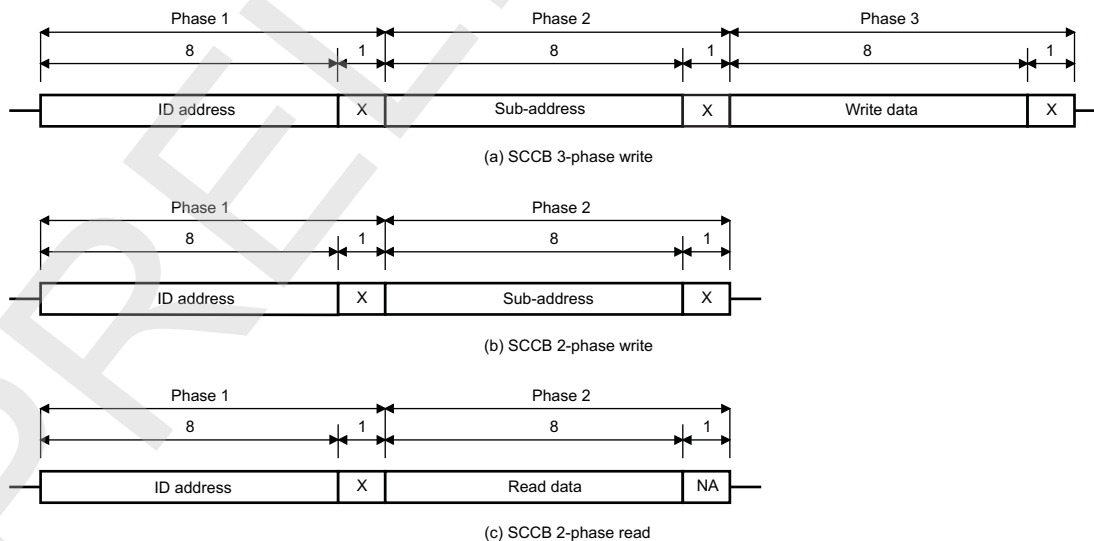 Phase 1 Phase 2 Phase 3
8 1 8 1 8 1
ID address X Sub-address X Write data X
(a) SCCB 3-phase write
Phase 1 Phase 2
8 1 8 1
ID address X Sub-address X
(b) SCCB 2-phase write
Phase 1 Phase 2
8 1 8 1
ID address X Read data NA
(c) SCCB 2-phase read